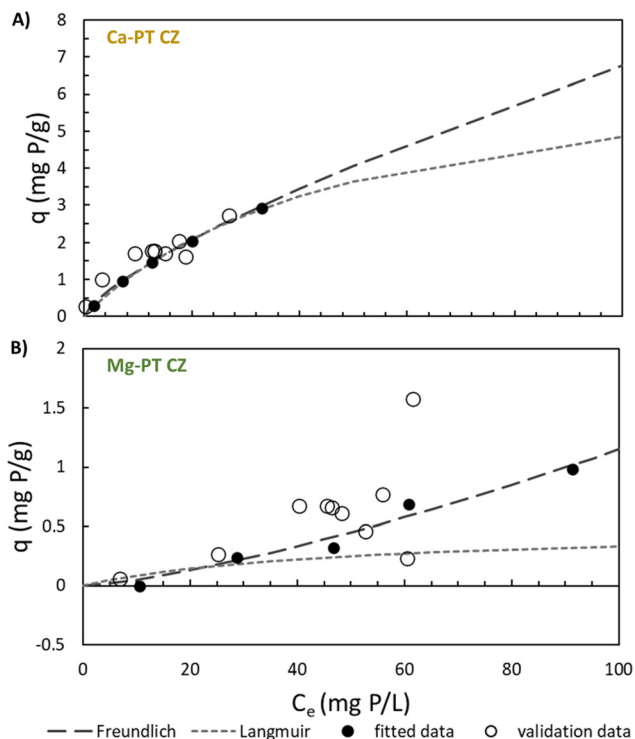 A)
Ca-PT CZ
8
7
6
5
4
3
2
1
0
q (mg P/g)
B)
Mg-PT CZ
2
1.5
1
0.5
0
-0.5
q (mg P/g)
0 20 40 60 80 100
Ce (mg P/L)
Freundlich Langmuir fitted data validation data